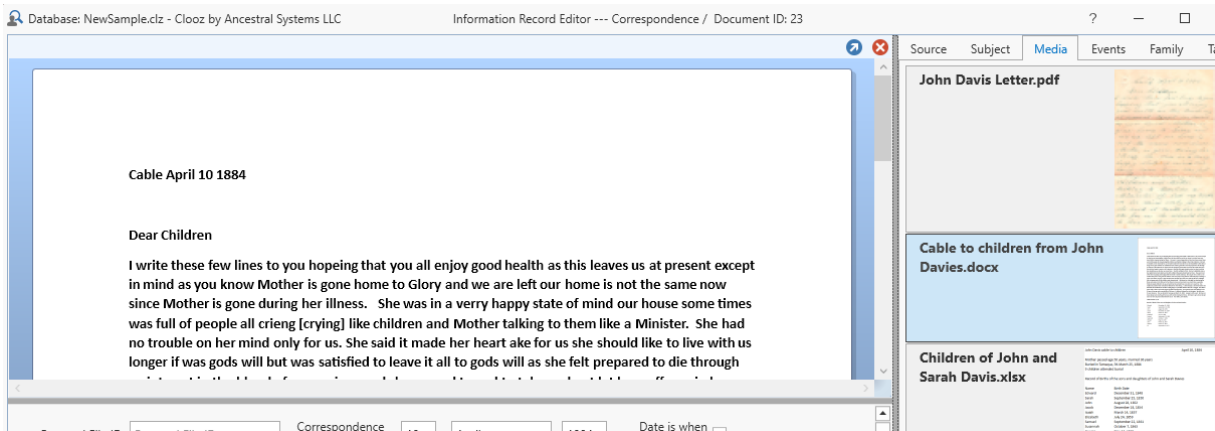 Database: NewSample.clz - Clooz by Ancestral Systems LLC
Information Record Editor --- Correspondence / Document ID: 23
?
Source Subject Media Events Family
John Davis Letter.pdf
Cable April 10 1884
Dear Children
I write these few lines to you hopeing that you all enjoy good health as this leaves us at present except
in mind as you know Mother is gone home to Glory and we are left our home is not the same now
since Mother is gone during her illness. She was in a verry happy state of mind our house some times
was full of people all crieng [crying] like children and Mother talking to them like a Minister. She had
no trouble on her mind only for us. She said it made her heart ake for us she should like to live with us
longer if was gods will but was satisfied to leave it all to gods will as she felt prepared to die through
Cable to children from John
Davies.docx
Children of John and
Sarah Davis.xlsx
Correspondence
Date is when